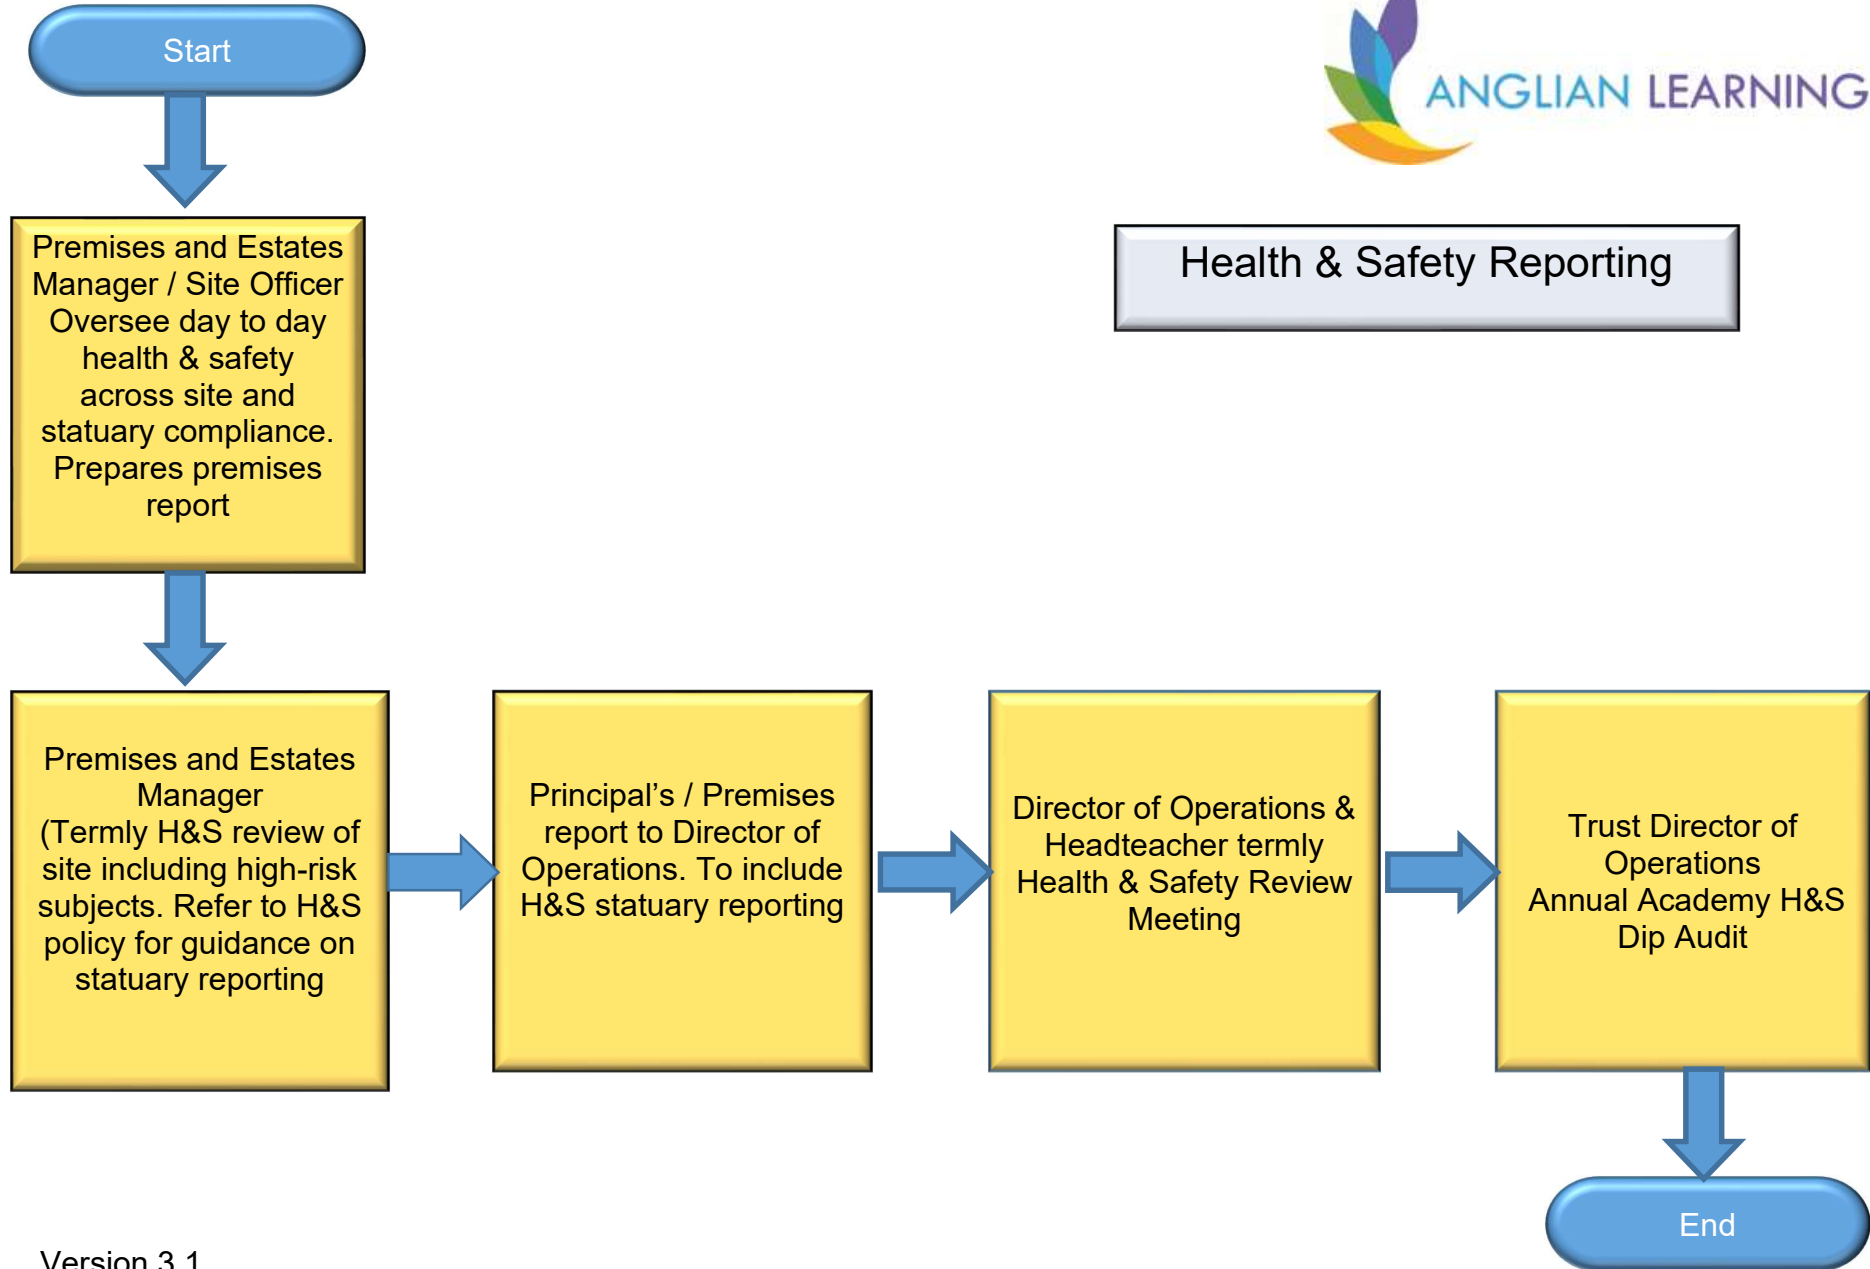 Start
ANGLIAN LEARNING
Premises and Estates
Manager / Site Officer
Oversee day to day
health & safety
across site and
statuary compliance.
Prepares premises
report
Health & Safety Reporting
Premises and Estates
Manager
(Termly H&S review of
site including high-risk
subjects. Refer to H&S
policy for guidance on
statuary reporting
Principal’s / Premises
report to Director of
Operations. To include
H&S statuary reporting
Director of Operations &
Headteacher termly
Health & Safety Review
Meeting
Trust Director of
Operations
Annual Academy H&S
Dip Audit
End
Version 3.1